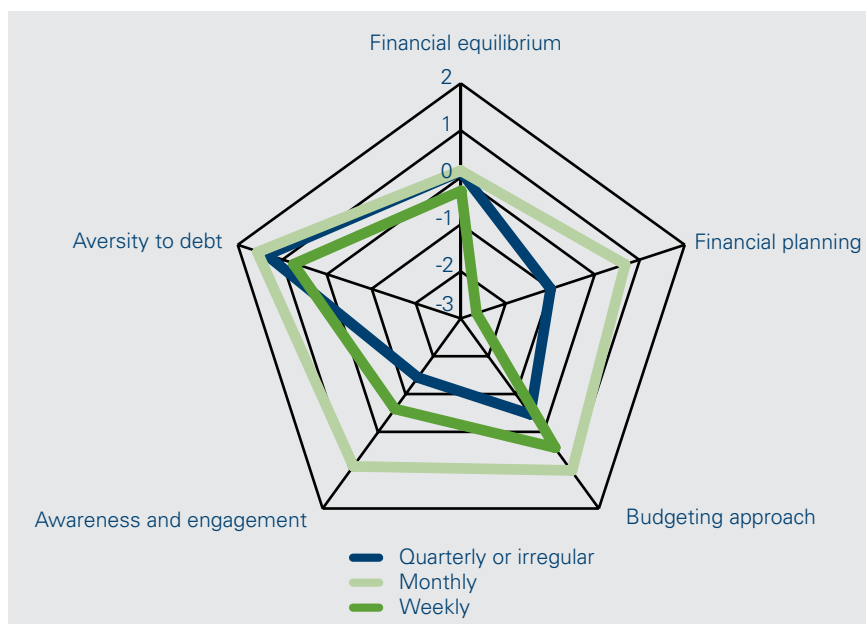 Financial equilibrium
2
1
0
-1
-2
-3
Aversity to debt
Financial planning
Awareness and engagement
Budgeting approach
Quarterly or irregular
Monthly
Weekly